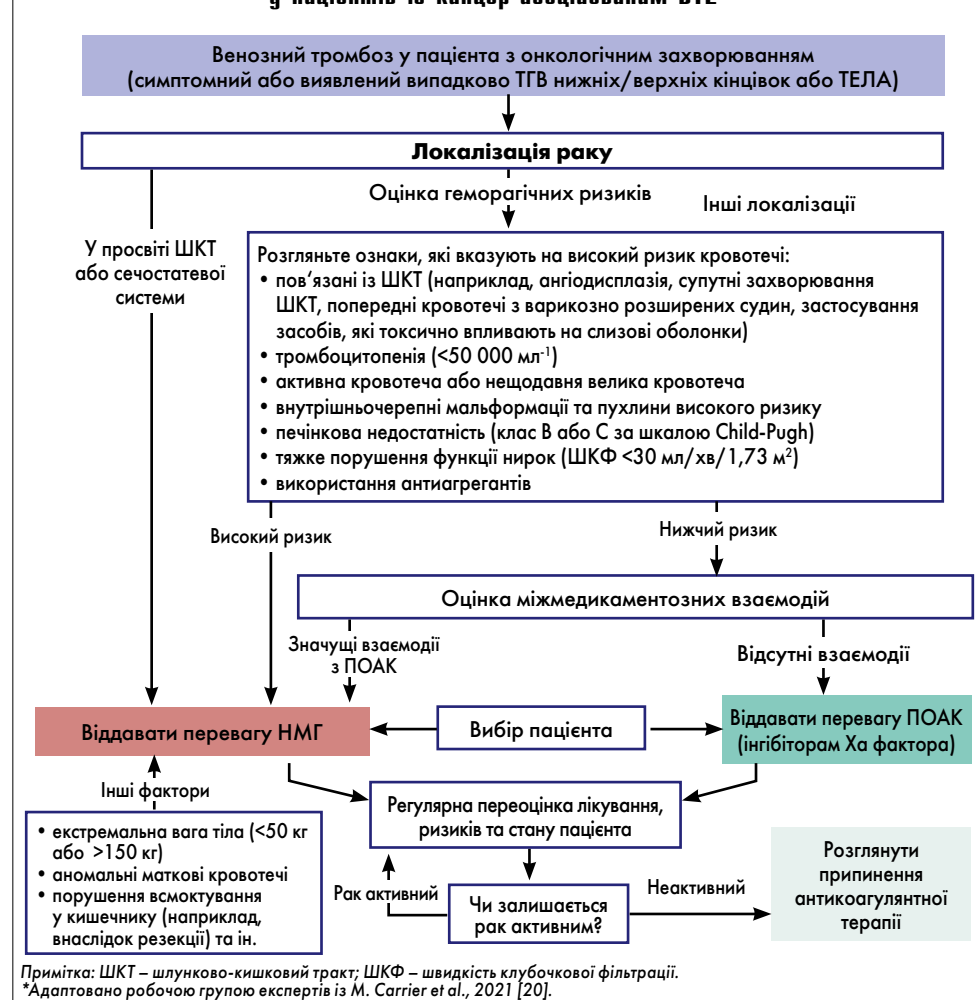 у пацієнтів із канцер-асоційованим ВТЕ*
Венозний тромбоз у пацієнта з онкологічним захворюванням
(симптомний або виявлений випадково ТГВ нижніх/верхніх кінцівок або ТЕЛА)
Локалізація раку
Оцінка геморагічних ризиків
Інші локалізації
У просвіті ШКТ
або сечостатевої
системи
Розгляньте ознаки, які вказують на високий ризик кровотечі:
• пов‘язані із ШКТ (наприклад, ангіодисплазія, супутні захворювання
ШКТ, попередні кровотечі з варикозно розширених судин, застосування
засобів, які токсично впливають на слизові оболонки)
• тромбоцитопенія (<50 000 мл⁻¹)
• активна кровотеча або нещодавня велика кровотеча
• внутрішньочерепні мальформації та пухлини високого ризику
• печінкова недостатність (клас В або С за шкалою Child-Pugh)
• тяжке порушення функції нирок (ШКФ <30 мл/хв/1,73 м²)
• використання антиагрегантів
Високий ризик
Нижчий ризик
Оцінка міжмедикаментозних взаємодій
Значущі взаємодії
з ПОАК
Відсутні взаємодії
Віддавати перевагу НМГ
Вибір пацієнта
Віддавати перевагу ПОАК
(інгібіторам Ха фактора)
Інші фактори
• екстремальна вага тіла (<50 кг
або >150 кг)
• аномальні маткові кровотечі
• порушення всмоктування
у кишечнику (наприклад,
внаслідок резекції) та ін.
Регулярна переоцінка лікування,
ризиків та стану пацієнта
Рак активний
Чи залишається
рак активним?
Неактивний
Розглянути
припинення
антикоагулянтної
терапії
Примітка: ШКТ – шлунково-кишковий тракт; ШКФ – швидкість клубочкової фільтрації.
*Адаптовано робочою групою експертів із M. Carrier et al., 2021 [20].